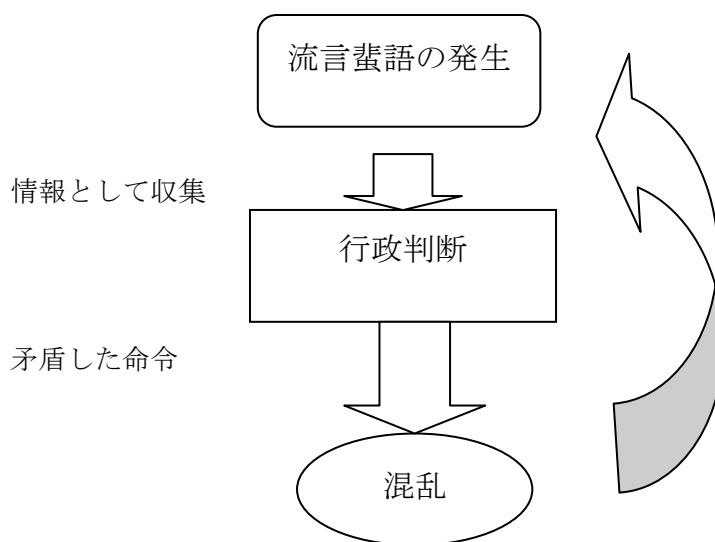 流言蜚語の発生
情報として収集
行政判断
矛盾した命令
混乱